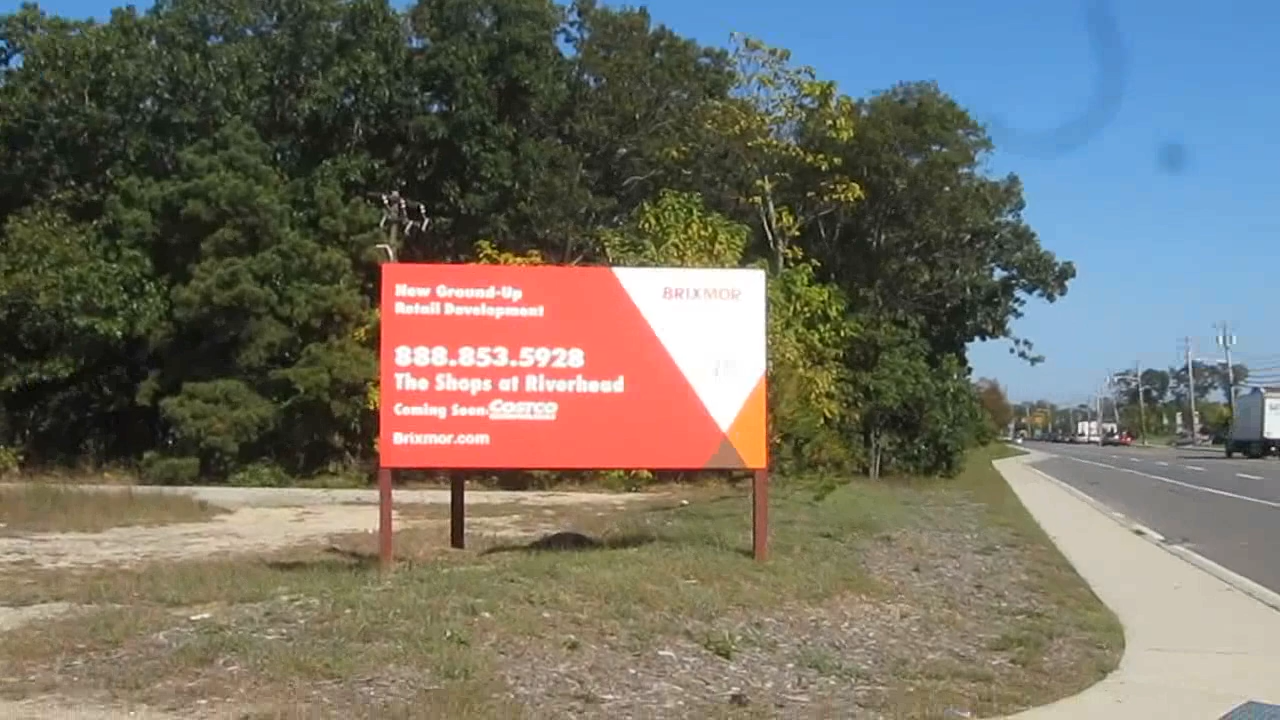 New Ground-Up
Retail Development
888.853.5928
The Shops at Riverhead
Coming Soon: Costco
Brixmor.com
BRIXMOR